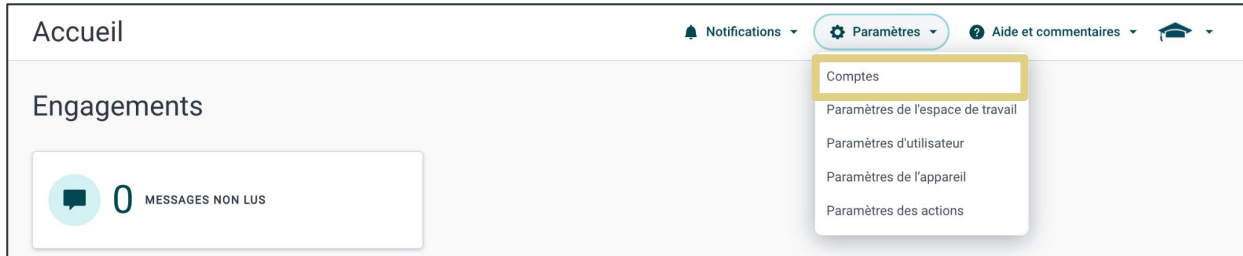 Accueil
Notifications
Paramètres
Aide et commentaires
Comptes
Paramètres de l'espace de travail
Paramètres d'utilisateur
Paramètres de l'appareil
Paramètres des actions
Engagements
0 MESSAGES NON LUS